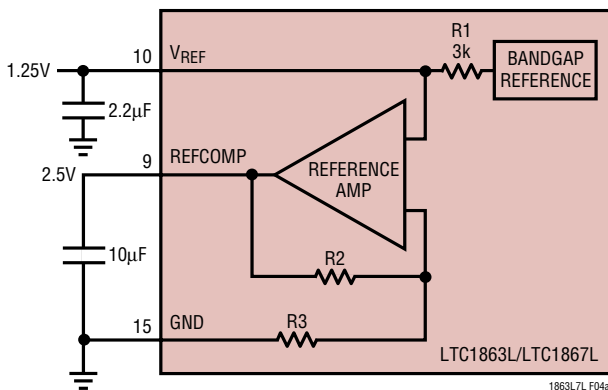 R1
3k
BANDGAP
REFERENCE
10
VREF
1.25V
2.2µF
9
REFCOMP
2.5V
REFERENCE
AMP
10µF
R2
15
GND
R3
LTC1863L/LTC1867L
1863L7L F04a